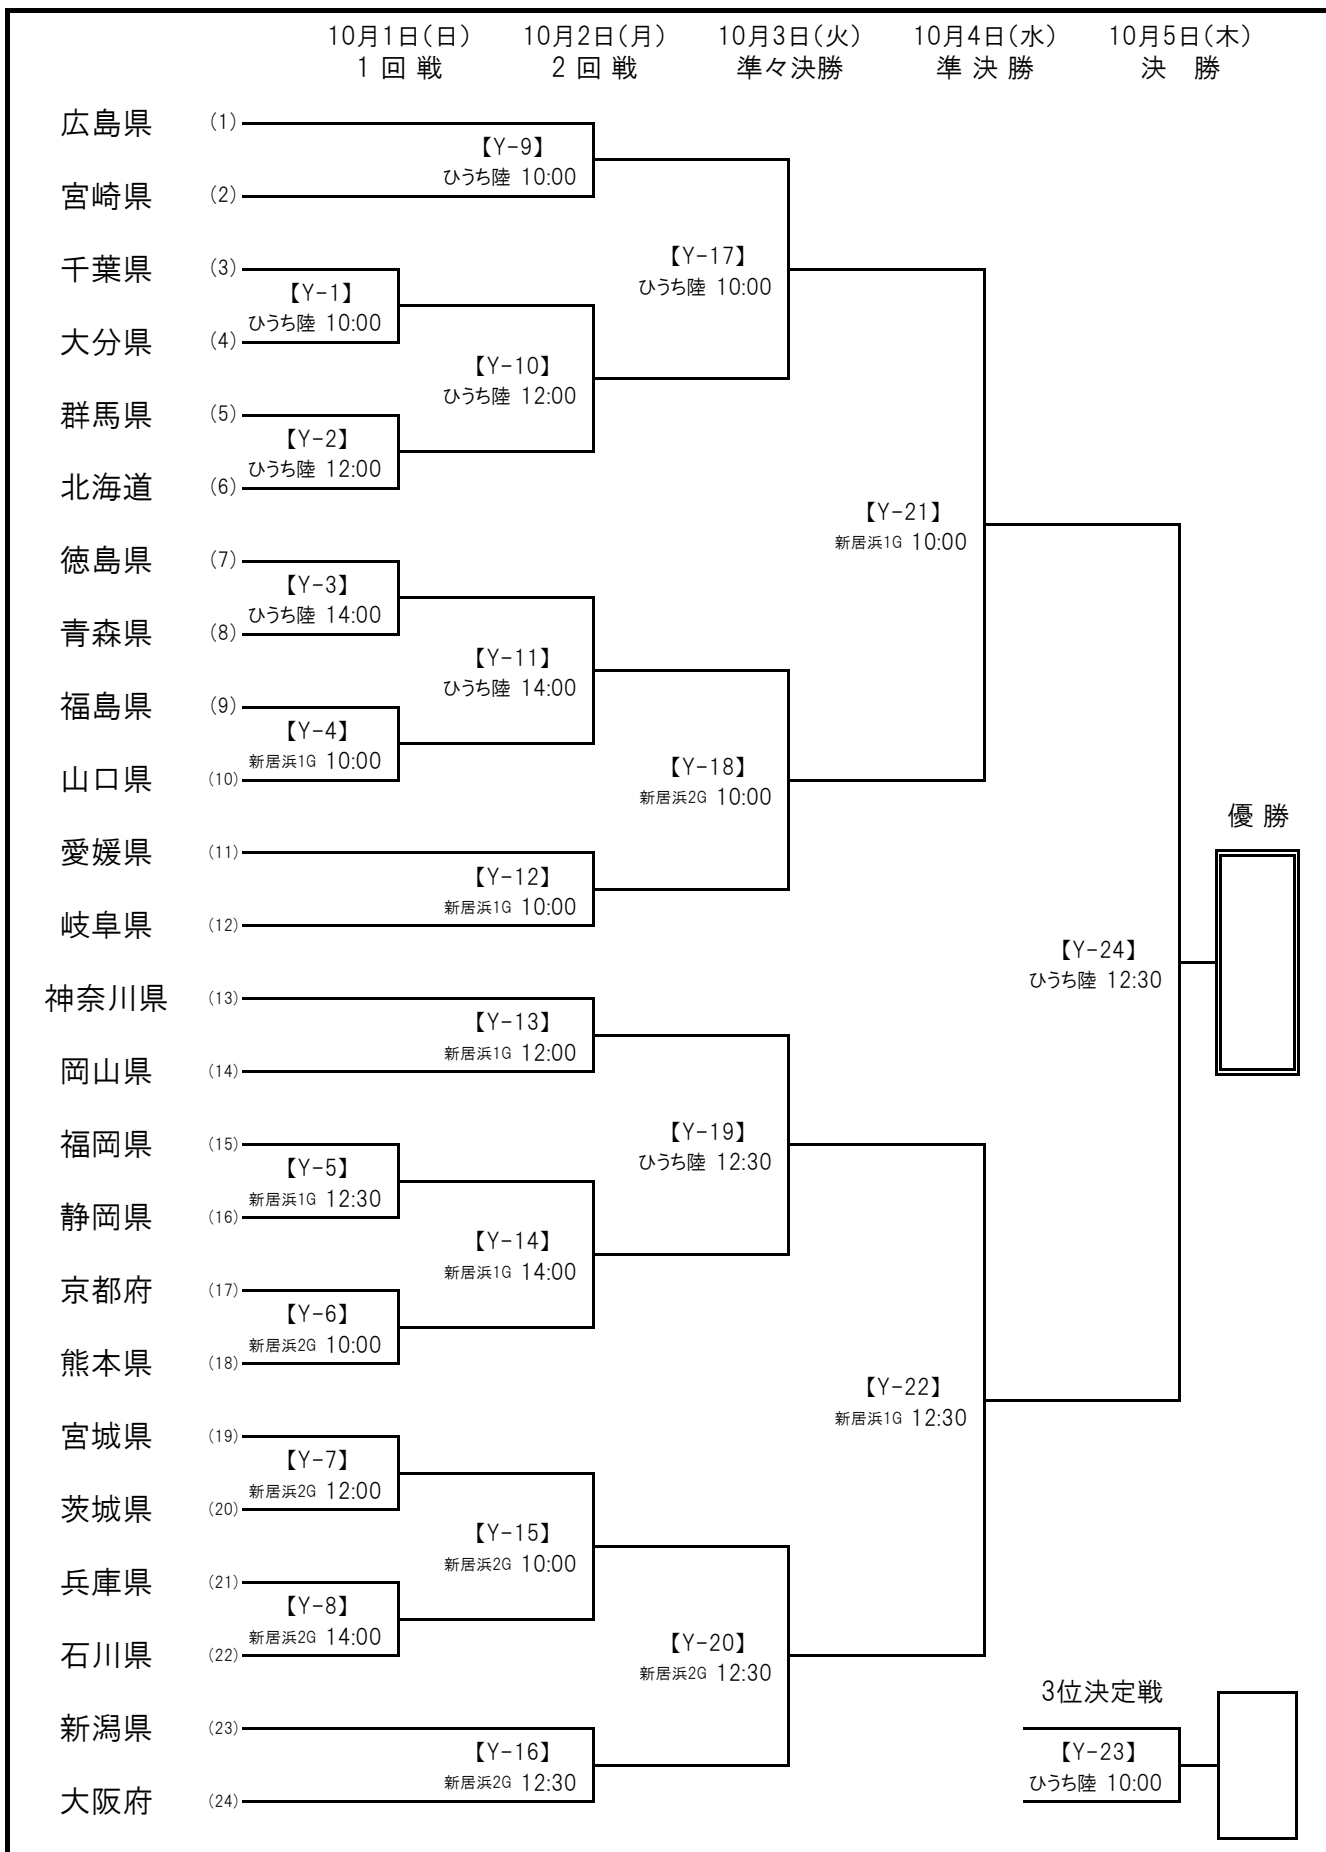 10月1日(日) 10月2日(月) 10月3日(火) 10月4日(水) 10月5日(木)
1回戦 2回戦 準々決勝 準決勝 決 勝
広島県 (1)
【Y-9】
ひうち陸 10:00
宮崎県 (2)
【Y-17】
千葉県 (3)
ひうち陸 10:00
【Y-1】
ひうち陸 10:00
大分県 (4)
【Y-10】
ひうち陸 12:00
群馬県 (5)
【Y-2】
ひうち陸 12:00
北海道 (6)
【Y-21】
新居浜1G 10:00
徳島県 (7)
【Y-3】
ひうち陸 14:00
青森県 (8)
【Y-11】
ひうち陸 14:00
福島県 (9)
【Y-4】
新居浜1G 10:00
【Y-18】
山口県 (10)
新居浜2G 10:00
優勝
愛媛県 (11)
【Y-12】
新居浜1G 10:00
岐阜県 (12)
【Y-24】
ひうち陸 12:30
神奈川県 (13)
【Y-13】
新居浜1G 12:00
岡山県 (14)
【Y-19】
福岡県 (15)
ひうち陸 12:30
【Y-5】
新居浜1G 12:30
静岡県 (16)
【Y-14】
新居浜1G 14:00
京都府 (17)
【Y-6】
新居浜2G 10:00
熊本県 (18)
【Y-22】
新居浜1G 12:30
宮城県 (19)
【Y-7】
新居浜2G 12:00
茨城県 (20)
【Y-15】
新居浜2G 10:00
兵庫県 (21)
【Y-8】
新居浜2G 14:00
【Y-20】
石川県 (22)
新居浜2G 12:30
3位決定戦
新潟県 (23)
【Y-16】 【Y-23】
新居浜2G 12:30 ひうち陸 10:00
大阪府 (24)